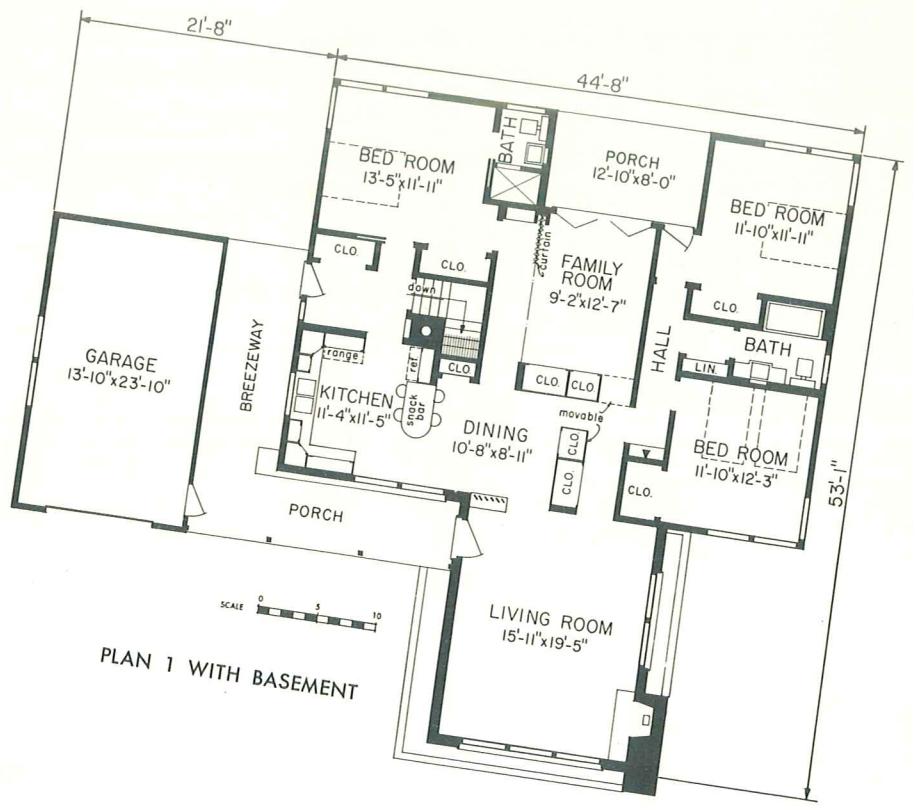 21'-8"
44'-8"
BED ROOM
13'-5"x11'-11"
BATH
PORCH
12'-10"x8'-0"
BED ROOM
11'-10"x11'-11"
CLO.
CLO.
curtain
FAMILY
ROOM
9'-2"x12'-7"
CLO.
down
GARAGE
13'-10"x23'-10"
BREEZEWAY
range
ref.
CLO.
HALL
BATH
LIN.
KITCHEN
11'-4"x11'-5"
snack
bar
CLO.
CLO.
movable
DINING
10'-8"x8'-11"
CLO.
CLO.
BED ROOM
11'-10"x12'-3"
CLO.
53'-1"
PORCH
SCALE 0 5 10
LIVING ROOM
15'-11"x19'-5"
PLAN 1 WITH BASEMENT